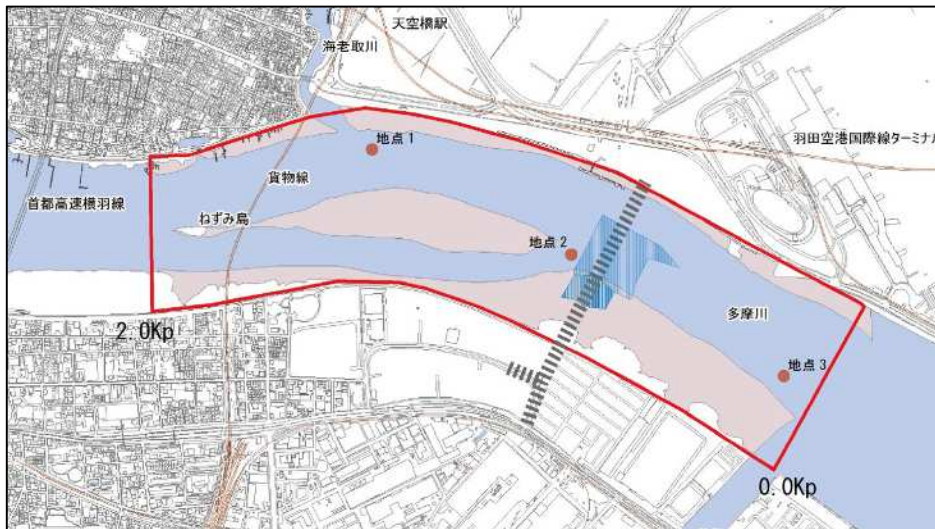 天空橋駅
海老取川
地点 1
羽田空港国際線ターミナル
貨物線
首都高速横羽線
ねずみ島
地点 2
多摩川
2.0Kp
地点 3
0.0Kp